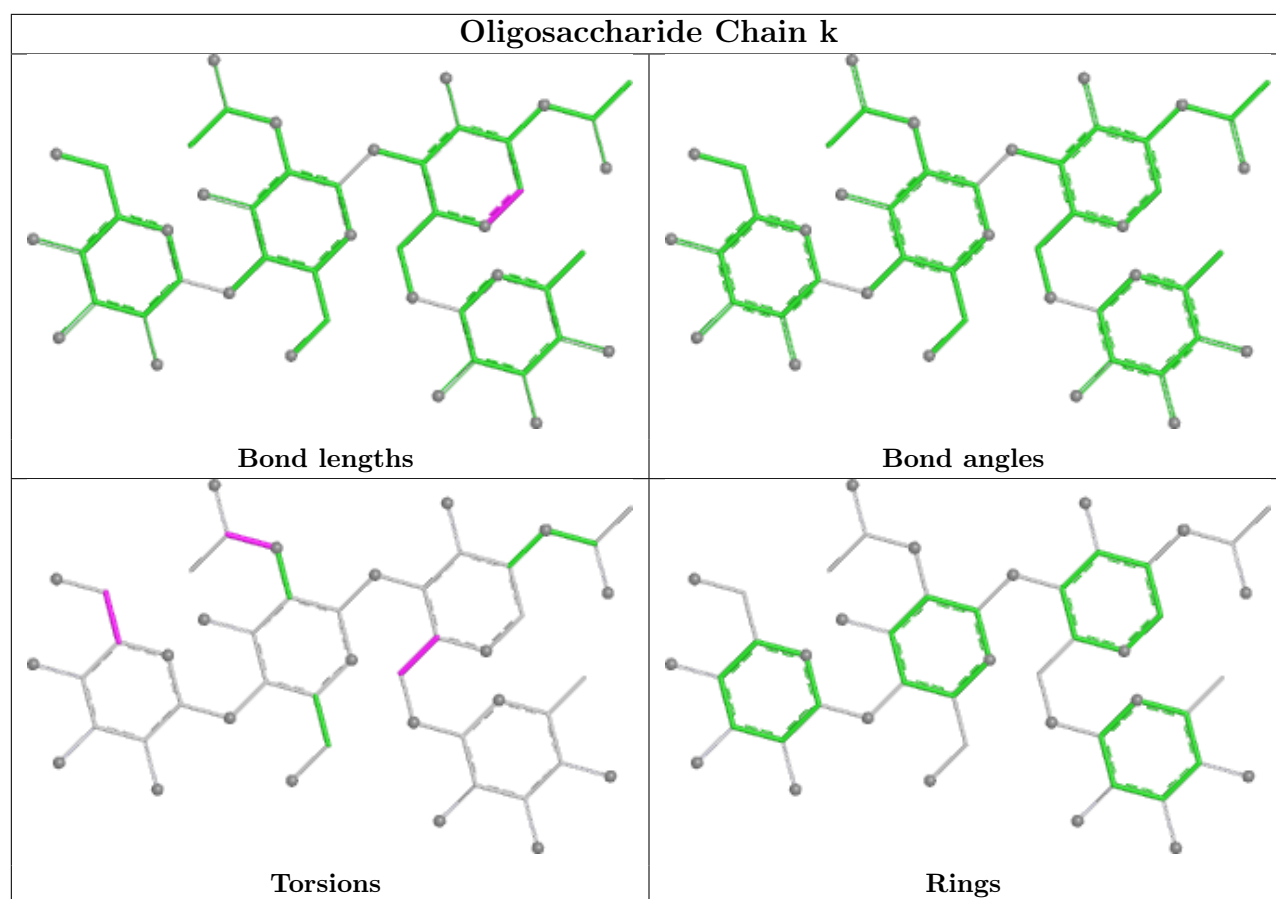 Oligosaccharide Chain k
Bond lengths
Bond angles
Torsions
Rings